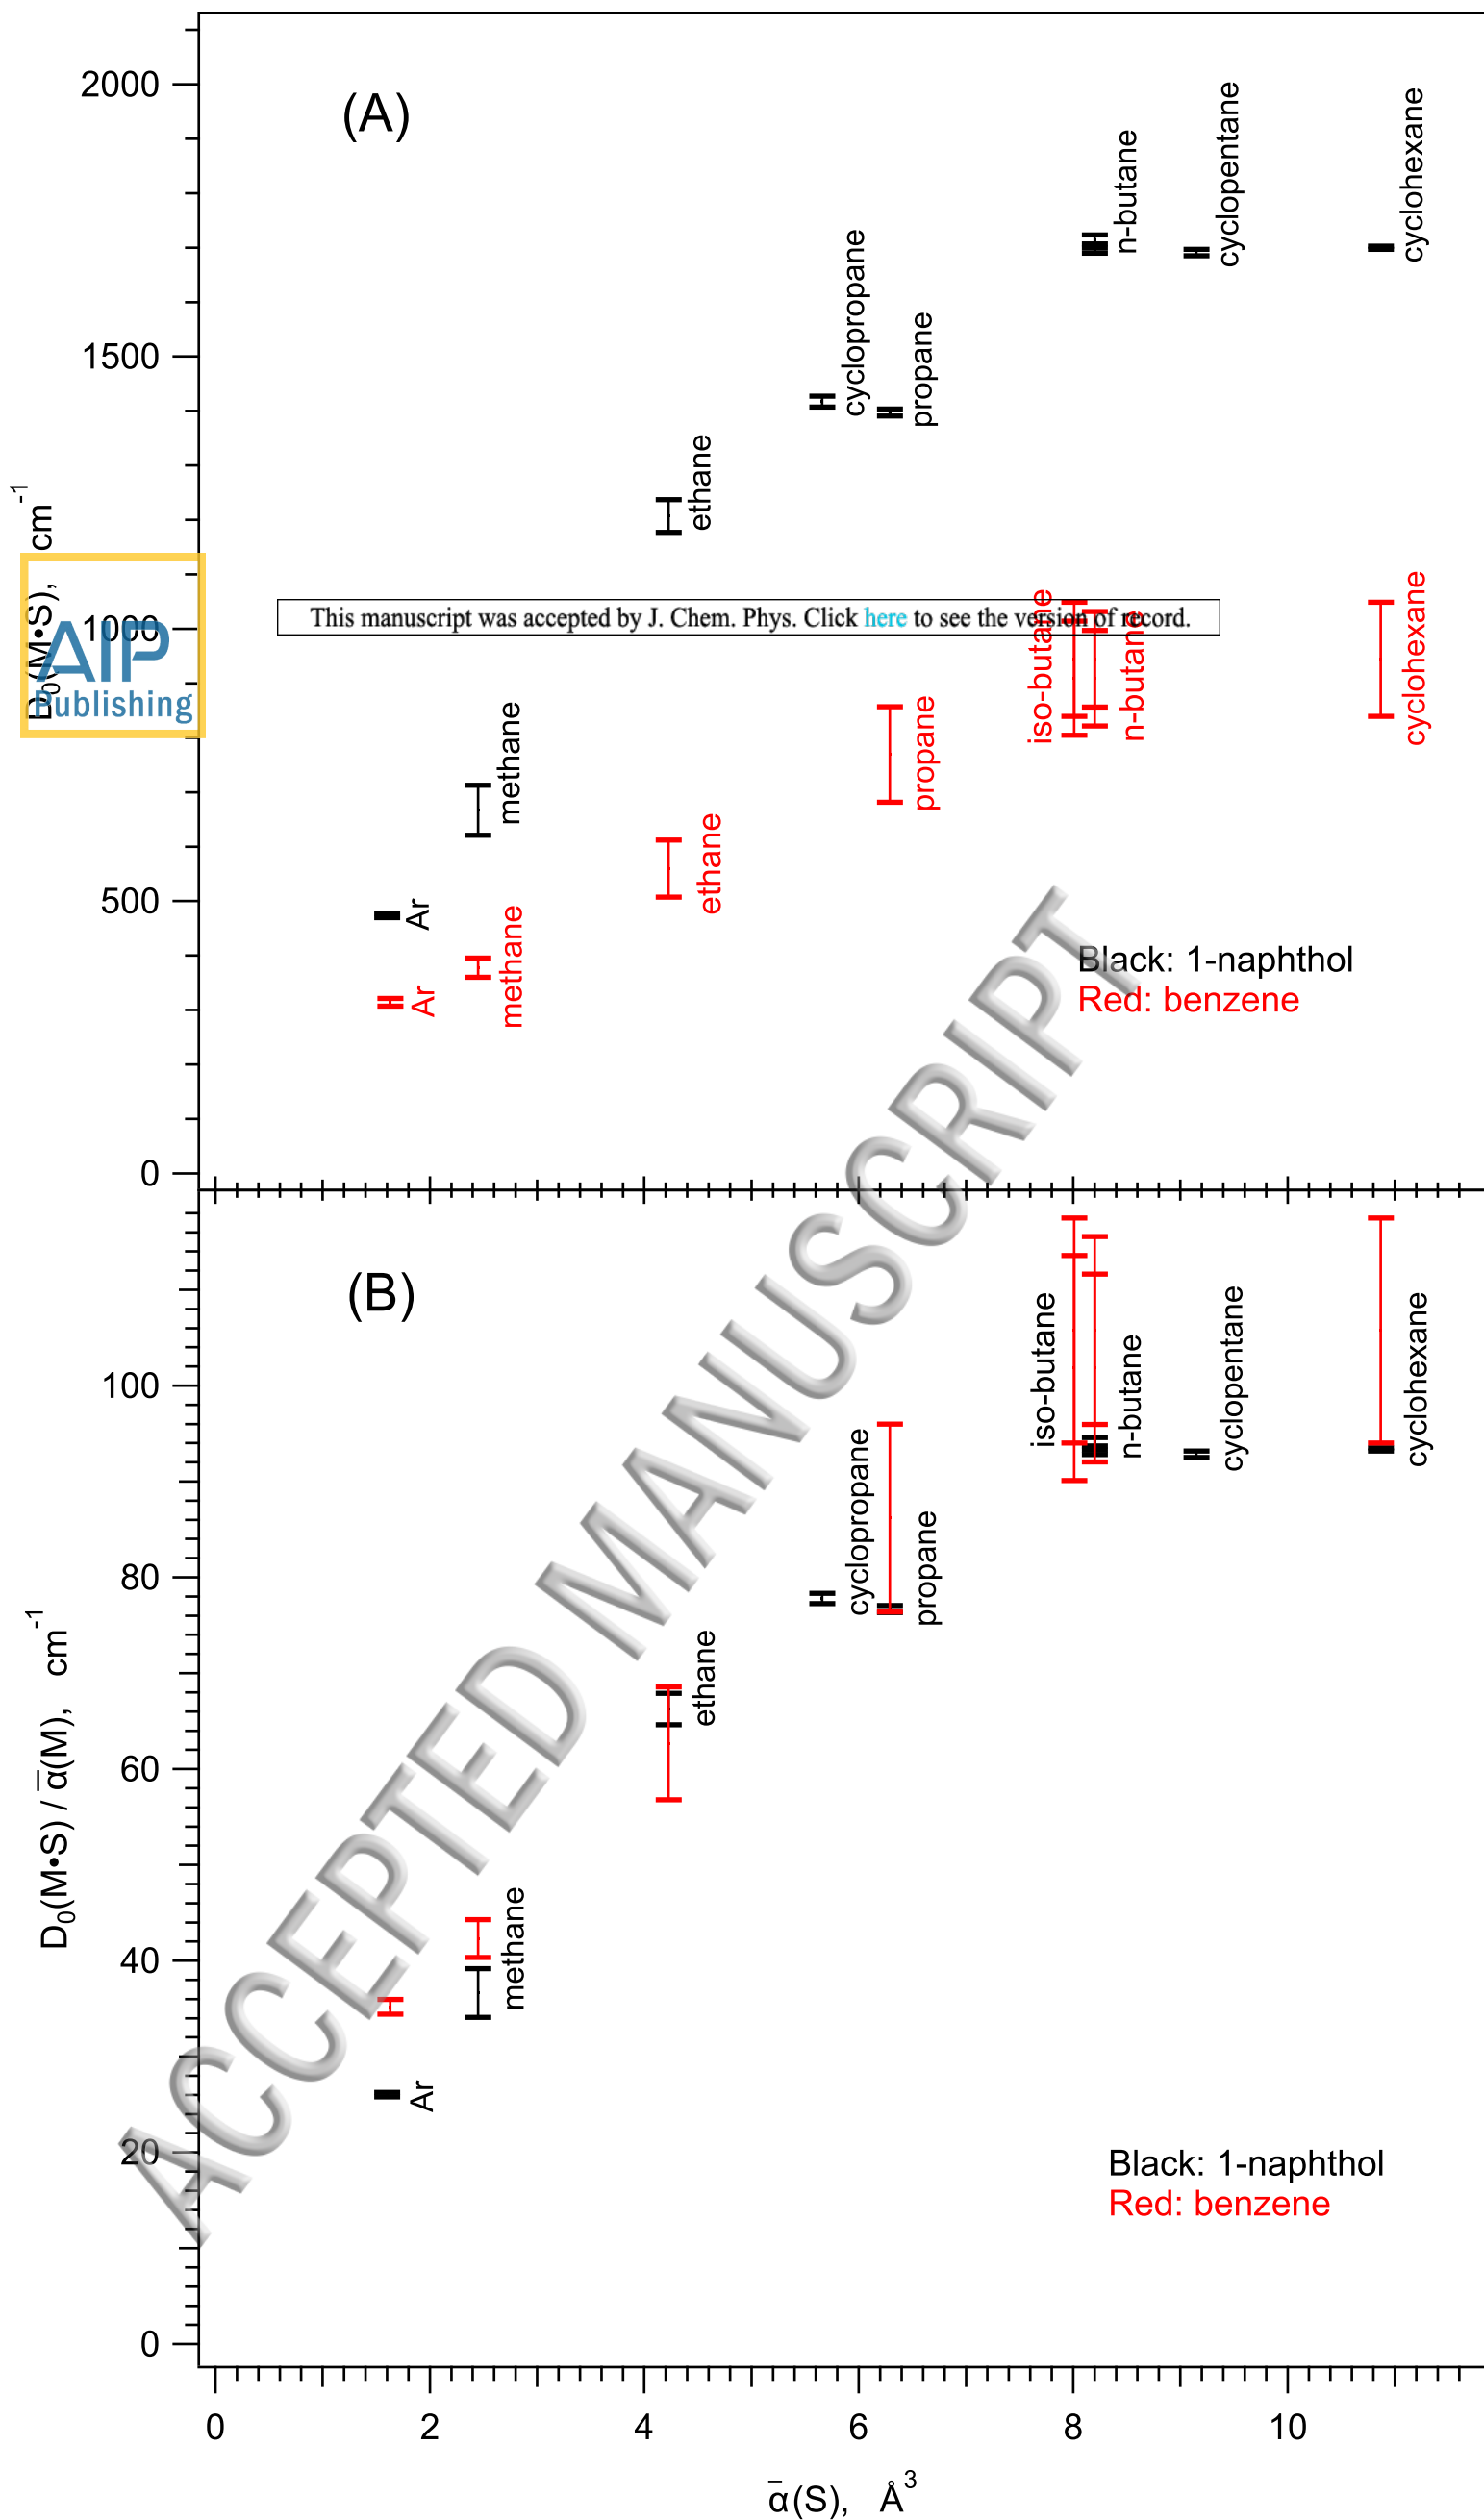 (A)
2000
1500
1000
500
0
D0(M•S), cm-1
AIP
Publishing
This manuscript was accepted by J. Chem. Phys. Click here to see the version of record.
Ar
methane
ethane
cyclopropane
propane
n-butane
cyclopentane
cyclohexane
Ar
methane
ethane
propane
iso-butane
n-butane
cyclohexane
Black: 1-naphthol
Red: benzene
ACCEPTED MANUSCRIPT
(B)
100
80
60
40
20
0
D0(M•S) / ᾱ(M), cm-1
Ar
methane
ethane
cyclopropane
propane
iso-butane
n-butane
cyclopentane
cyclohexane
Black: 1-naphthol
Red: benzene
0 2 4 6 8 10
ᾱ(S), Å3